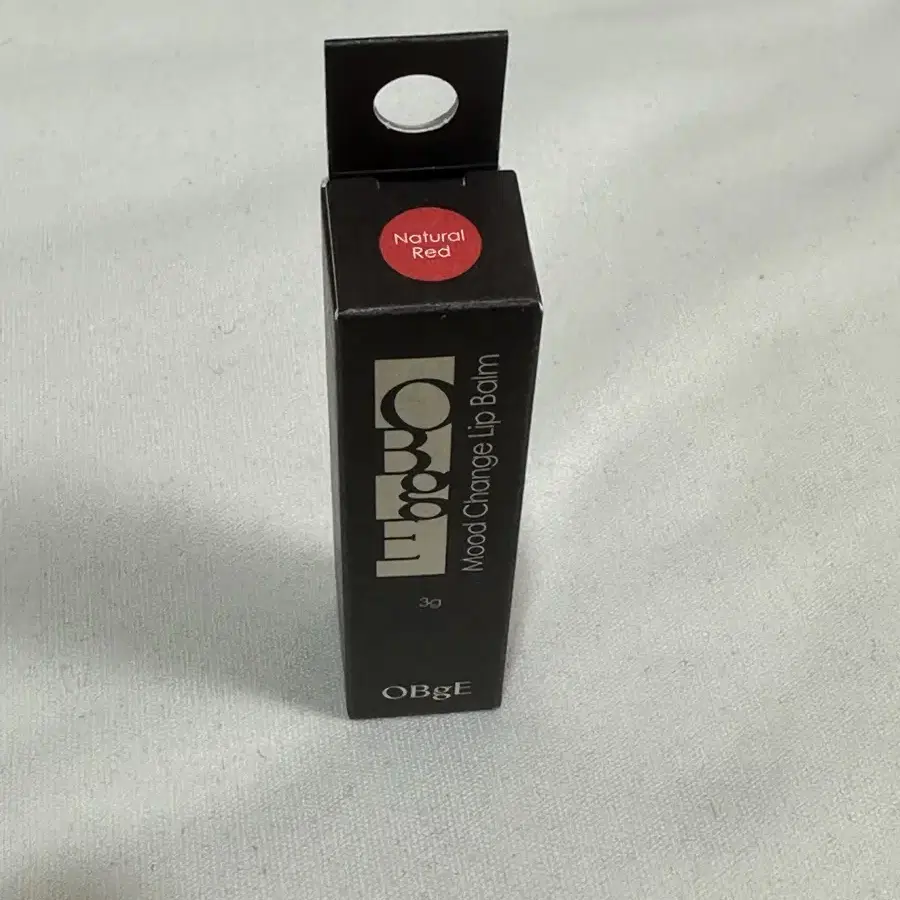 Natural
Red
OBgE
Mood Change Lip Balm
3g
OBgE